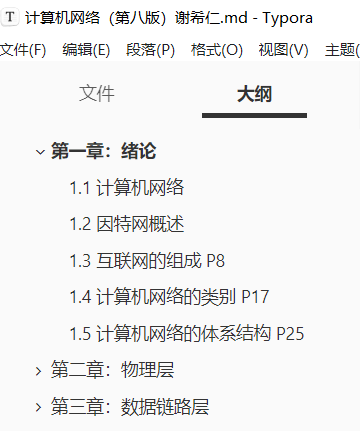 T 计算机网络（第八版）谢希仁.md - Typora
文件(F) 编辑(E) 段落(P) 格式(O) 视图(V) 主题(
文件 大纲
第一章：绪论
1.1 计算机网络
1.2 因特网概述
1.3 互联网的组成 P8
1.4 计算机网络的类别 P17
1.5 计算机网络的体系结构 P25
第二章：物理层
第三章：数据链路层